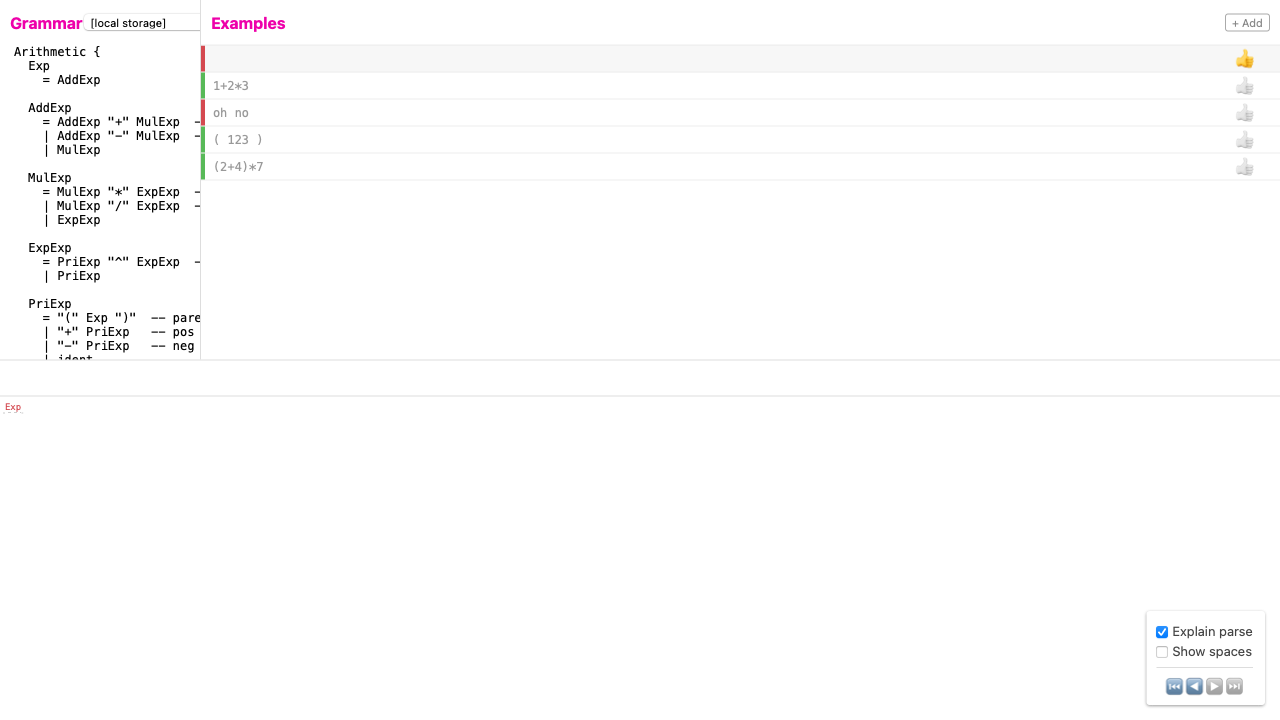 Grammar [local storage]
Arithmetic {
Exp
= AddExp
AddExp
= AddExp "+" MulExp
| AddExp "-" MulExp
| MulExp
MulExp
= MulExp "*" ExpExp
| MulExp "/" ExpExp
| ExpExp
ExpExp
= PriExp "^" ExpExp
| PriExp
PriExp
= "(" Exp ")" -- pare
| "+" PriExp -- pos
| "-" PriExp -- neg
| ident
Examples
+ Add
1+2*3
oh no
( 123 )
(2+4)*7
Exp
Explain parse
Show spaces